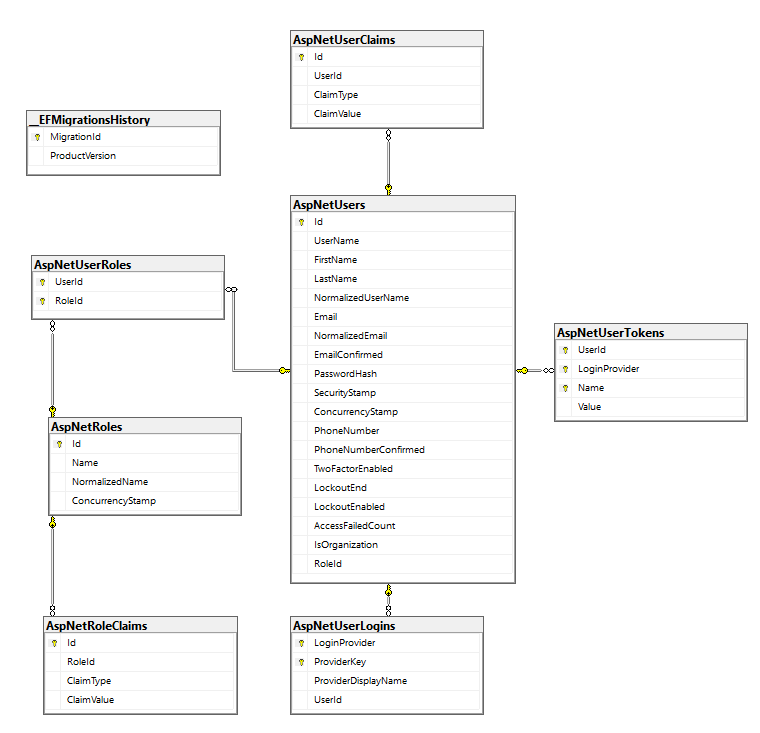 AspNetUserClaims
Id
UserId
ClaimType
ClaimValue
__EFMigrationsHistory
MigrationId
ProductVersion
AspNetUsers
Id
UserName
FirstName
LastName
NormalizedUserName
Email
NormalizedEmail
EmailConfirmed
PasswordHash
SecurityStamp
ConcurrencyStamp
PhoneNumber
PhoneNumberConfirmed
TwoFactorEnabled
LockoutEnd
LockoutEnabled
AccessFailedCount
IsOrganization
RoleId
AspNetUserRoles
UserId
RoleId
AspNetUserTokens
UserId
LoginProvider
Name
Value
AspNetRoles
Id
Name
NormalizedName
ConcurrencyStamp
AspNetRoleClaims
Id
RoleId
ClaimType
ClaimValue
AspNetUserLogins
LoginProvider
ProviderKey
ProviderDisplayName
UserId